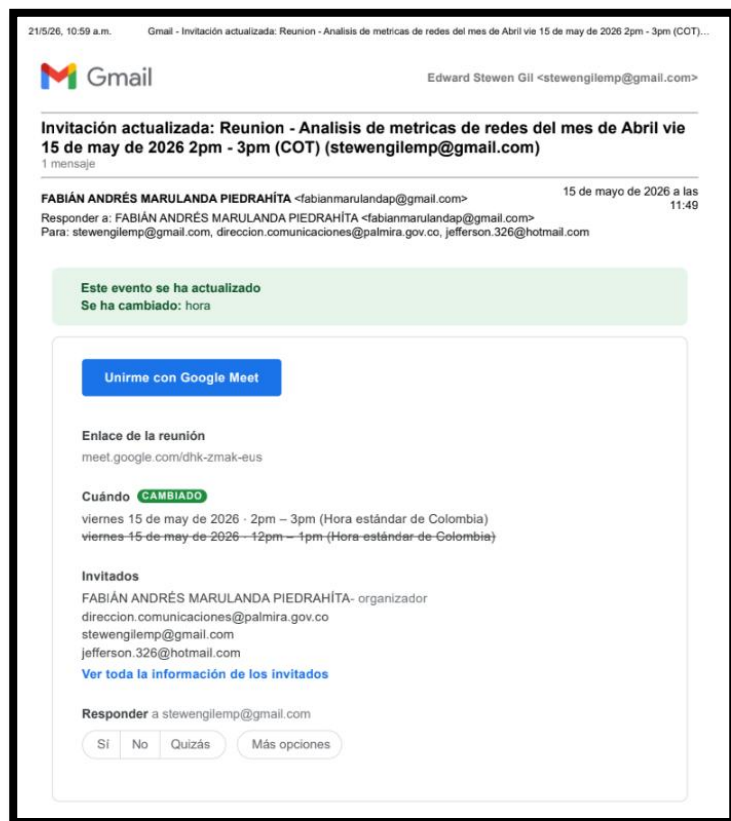 21/5/26, 10:59 a.m. Gmail - Invitación actualizada: Reunion - Analisis de metricas de redes del mes de Abril vie 15 de may de 2026 2pm - 3pm (COT)...
Gmail
Edward Stewen Gil <stewengilemp@gmail.com>
Invitación actualizada: Reunion - Analisis de metricas de redes del mes de Abril vie
15 de may de 2026 2pm - 3pm (COT) (stewengilemp@gmail.com)
1 mensaje
FABIÁN ANDRÉS MARULANDA PIEDRAHÍTA <fabianmarulandap@gmail.com>
15 de mayo de 2026 a las
11:49
Responder a: FABIÁN ANDRÉS MARULANDA PIEDRAHÍTA <fabianmarulandap@gmail.com>
Para: stewengilemp@gmail.com, direccion.comunicaciones@palmira.gov.co, jefferson.326@hotmail.com
Este evento se ha actualizado
Se ha cambiado: hora
Unirme con Google Meet
Enlace de la reunión
meet.google.com/dhk-zmak-eus
Cuándo CAMBIADO
viernes 15 de may de 2026 · 2pm – 3pm (Hora estándar de Colombia)
viernes 15 de may de 2026 · 12pm – 1pm (Hora estándar de Colombia)
Invitados
FABIÁN ANDRÉS MARULANDA PIEDRAHÍTA- organizador
direccion.comunicaciones@palmira.gov.co
stewengilemp@gmail.com
jefferson.326@hotmail.com
Ver toda la información de los invitados
Responder a stewengilemp@gmail.com
Sí No Quizás Más opciones